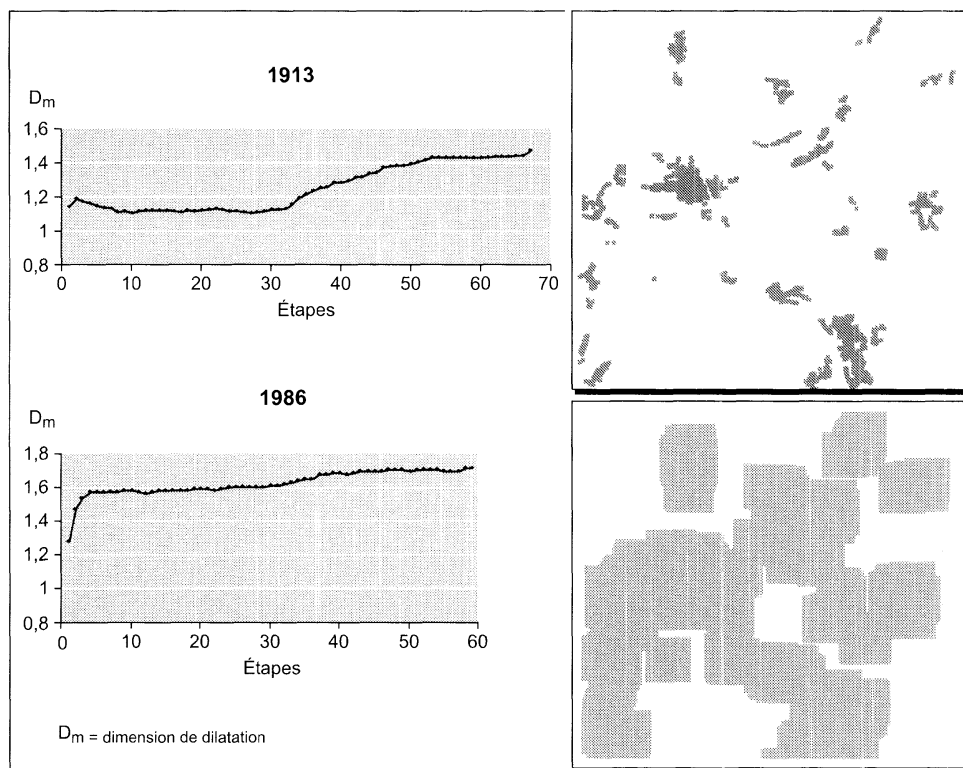 1913
Dm
1,6
1,4
1,2
1
0,8
0 10 20 30 40 50 60 70
Étapes
1986
Dm
1,8
1,6
1,4
1,2
1
0,8
0 10 20 30 40 50 60
Étapes
Dm = dimension de dilatation